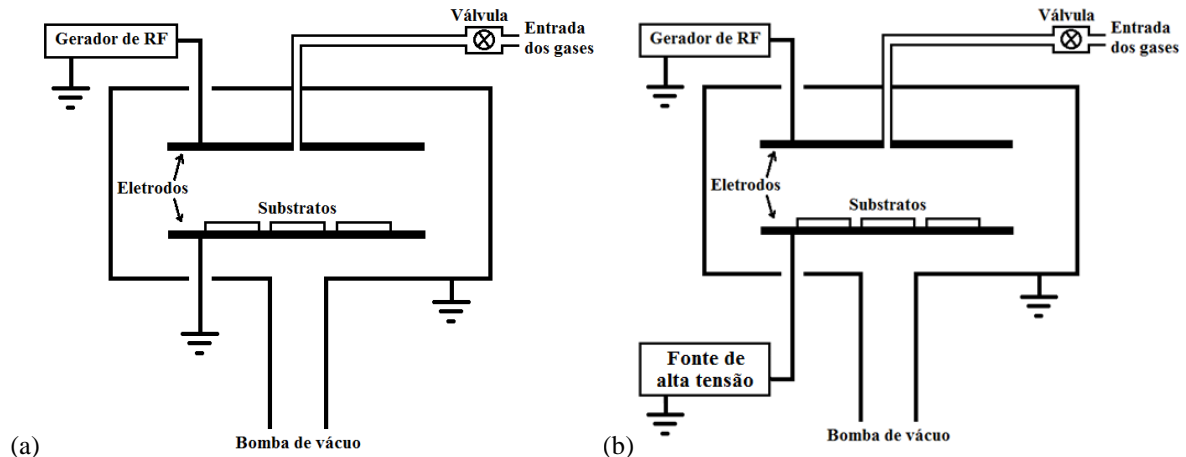 Gerador de RF
Válvula
Entrada
dos gases
Eletrodos
Substratos
Bomba de vácuo
(a)
Gerador de RF
Válvula
Entrada
dos gases
Eletrodos
Substratos
Fonte de
alta tensão
Bomba de vácuo
(b)